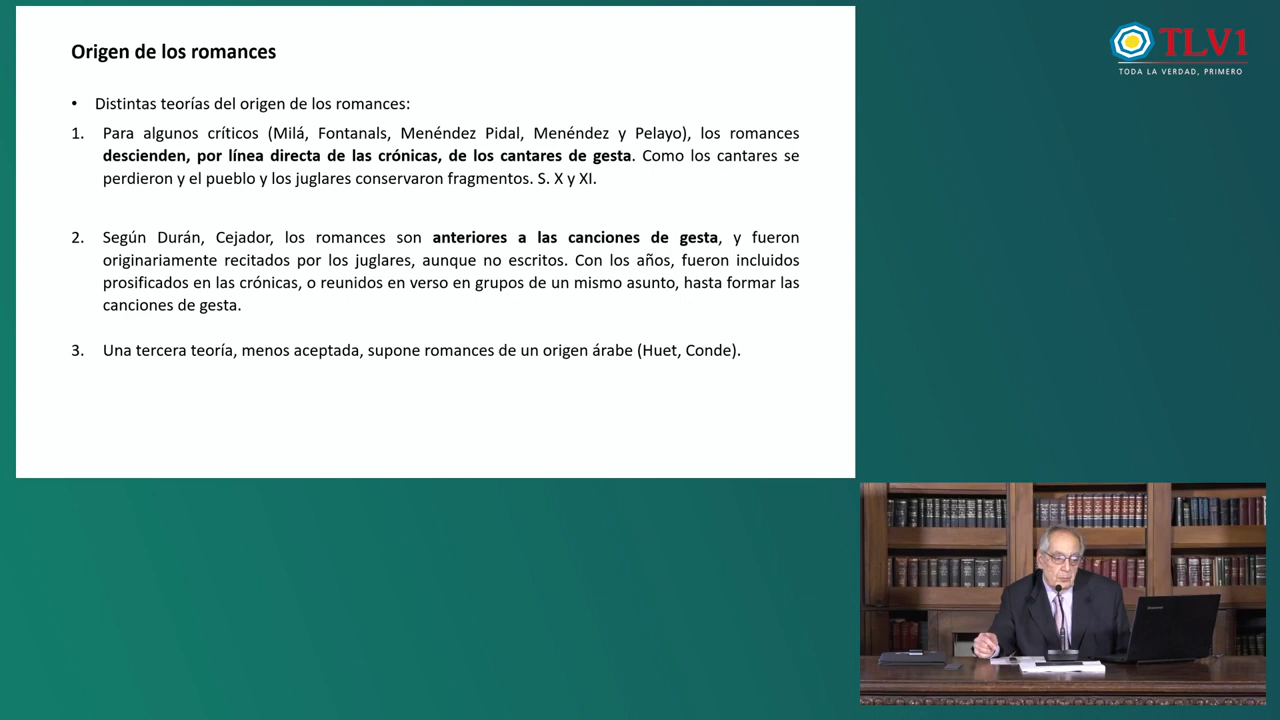 Origen de los romances
TLV1
TODA LA VERDAD, PRIMERO
• Distintas teorías del origen de los romances:
1. Para algunos críticos (Milá, Fontanals, Menéndez Pidal, Menéndez y Pelayo), los romances
descienden, por línea directa de las crónicas, de los cantares de gesta. Como los cantares se
perdieron y el pueblo y los juglares conservaron fragmentos. S. X y XI.
2. Según Durán, Cejador, los romances son anteriores a las canciones de gesta, y fueron
originariamente recitados por los juglares, aunque no escritos. Con los años, fueron incluidos
prosificados en las crónicas, o reunidos en verso en grupos de un mismo asunto, hasta formar las
canciones de gesta.
3. Una tercera teoría, menos aceptada, supone romances de un origen árabe (Huet, Conde).